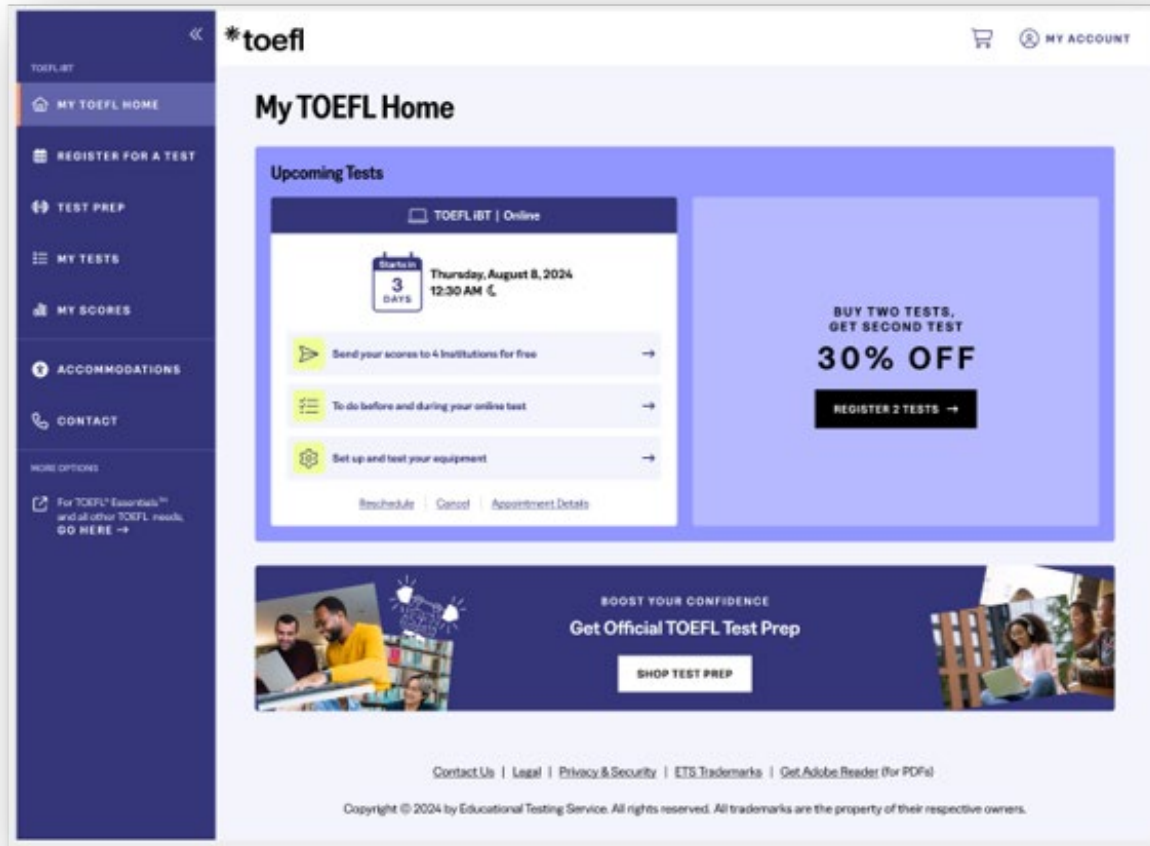 TOEFL iBT
MY TOEFL HOME
REGISTER FOR A TEST
TEST PREP
MY TESTS
MY SCORES
ACCOMMODATIONS
CONTACT
MORE OPTIONS
For TOEFL® Essentials™
and all other TOEFL needs,
GO HERE →
*toefl
MY ACCOUNT
My TOEFL Home
Upcoming Tests
TOEFL iBT | Online
Starts in
3
DAYS
Thursday, August 8, 2024
12:30 AM
Send your scores to 4 Institutions for free →
To do before and during your online test →
Set up and test your equipment →
Reschedule | Cancel | Appointment Details
BUY TWO TESTS,
GET SECOND TEST
30% OFF
REGISTER 2 TESTS →
BOOST YOUR CONFIDENCE
Get Official TOEFL Test Prep
SHOP TEST PREP
Contact Us | Legal | Privacy & Security | ETS Trademarks | Get Adobe Reader (for PDFs)
Copyright © 2024 by Educational Testing Service. All rights reserved. All trademarks are the property of their respective owners.